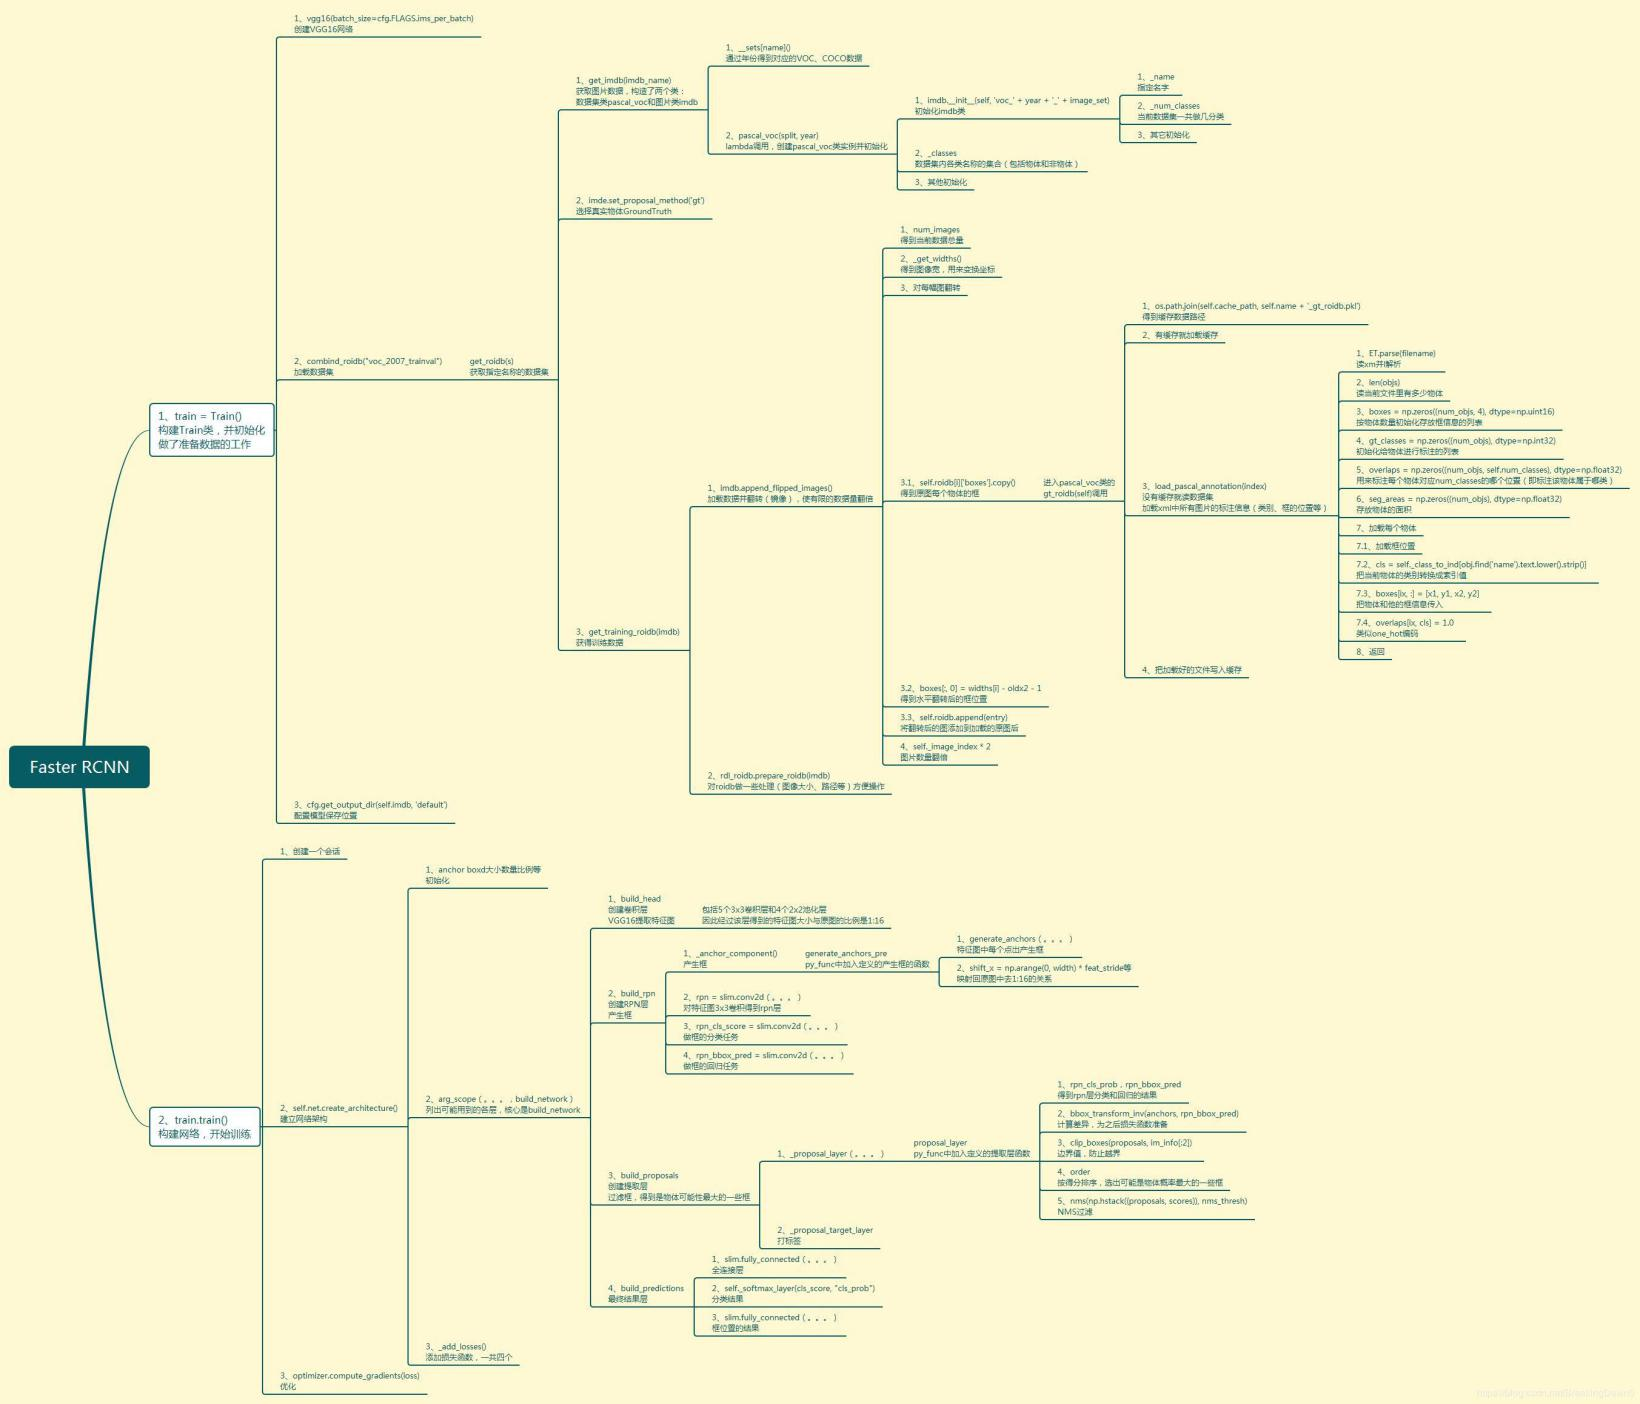 Faster RCNN
1、train = Train()
构建Train类，并初始化
做了准备数据的工作
1、vgg16(batch_size=cfg.FLAGS.ims_per_batch)
创建VGG16网络
2、combind_roidb("voc_2007_trainval")
加载数据集
get_roidb(s)
获取指定名称的数据集
1、get_imdb(imdb_name)
获取图片数据，构造了两个类：
数据集类pascal_voc和图片类imdb
1、__sets[name]()
通过年份得到对应的VOC、COCO数据
2、pascal_voc(split, year)
lambda调用，创建pascal_voc类实例并初始化
1、imdb.__init__(self, 'voc_' + year + '_' + image_set)
初始化imdb类
1、_name
指定名字
2、_num_classes
当前数据集一共做几分类
3、其它初始化
2、_classes
数据集内各类名称的集合（包括物体和非物体）
3、其他初始化
2、imde.set_proposal_method('gt')
选择真实物体GroundTruth
3、get_training_roidb(imdb)
获得训练数据
1、imdb.append_flipped_images()
加载数据并翻转（镜像），使有限的数据量翻倍
1、num_images
得到当前数据总量
2、_get_widths()
得到图像宽，用来变换坐标
3、对每幅图翻转
3.1、self.roidb[i]['boxes'].copy()
得到原图每个物体的框
进入pascal_voc类的
gt_roidb(self)调用
1、os.path.join(self.cache_path, self.name + '_gt_roidb.pkl')
得到缓存数据路径
2、有缓存就加载缓存
3、load_pascal_annotation(index)
没有缓存就读数据集
加载xml中所有图片的标注信息（类别、框的位置等）
1、ET.parse(filename)
读xm并l解析
2、len(objs)
读当前文件里有多少物体
3、boxes = np.zeros((num_objs, 4), dtype=np.uint16)
按物体数量初始化存放框信息的列表
4、gt_classes = np.zeros((num_objs), dtype=np.int32)
初始化给物体进行标注的列表
5、overlaps = np.zeros((num_objs, self.num_classes), dtype=np.float32)
用来标注每个物体对应num_classes的哪个位置（即标注该物体属于哪类）
6、seg_areas = np.zeros((num_objs), dtype=np.float32)
存放物体的面积
7、加载每个物体
7.1、加载框位置
7.2、cls = self._class_to_ind[obj.find('name').text.lower().strip()]
把当前物体的类别转换成索引值
7.3、boxes[ix, :] = [x1, y1, x2, y2]
把物体和他的框信息传入
7.4、overlaps[ix, cls] = 1.0
类似one_hot编码
8、返回
4、把加载好的文件写入缓存
3.2、boxes[:, 0] = widths[i] - oldx2 - 1
得到水平翻转后的框位置
3.3、self.roidb.append(entry)
将翻转后的图添加到加载的原图后
4、self._image_index * 2
图片数量翻倍
2、rdl_roidb.prepare_roidb(imdb)
对roidb做一些处理（图像大小、路径等）方便操作
3、cfg.get_output_dir(self.imdb, 'default')
配置模型保存位置
2、train.train()
构建网络，开始训练
1、创建一个会话
2、self.net.create_architecture()
建立网络架构
1、anchor boxd大小数量比例等
初始化
2、arg_scope（。。。，build_network）
列出可能用到的各层，核心是build_network
1、build_head
创建卷积层
VGG16提取特征图
包括5个3x3卷积层和4个2x2池化层
因此经过该层得到的特征图大小与原图的比例是1:16
2、build_rpn
创建RPN层
产生框
1、_anchor_component()
产生框
generate_anchors_pre
py_func中加入定义的产生框的函数
1、generate_anchors（。。。）
特征图中每个点出产生框
2、shift_x = np.arange(0, width) * feat_stride等
映射回原图中去1:16的关系
2、rpn = slim.conv2d（。。。）
对特征图3x3卷积得到rpn层
3、rpn_cls_score = slim.conv2d（。。。）
做框的分类任务
4、rpn_bbox_pred = slim.conv2d（。。。）
做框的回归任务
3、build_proposals
创建提取层
过滤框，得到是物体可能性最大的一些框
1、_proposal_layer（。。。）
proposal_layer
py_func中加入定义的提取层函数
1、rpn_cls_prob，rpn_bbox_pred
得到rpn层分类和回归的结果
2、bbox_transform_inv(anchors, rpn_bbox_pred)
计算差异，为之后损失函数准备
3、clip_boxes(proposals, im_info[:2])
边界值，防止越界
4、order
按得分排序，选出可能是物体概率最大的一些框
5、nms(np.hstack((proposals, scores)), nms_thresh)
NMS过滤
2、_proposal_target_layer
打标签
4、build_predictions
最终结果层
1、slim.fully_connected（。。。）
全连接层
2、self._softmax_layer(cls_score, "cls_prob")
分类结果
3、slim.fully_connected（。。。）
框位置的结果
3、_add_losses()
添加损失函数，一共四个
3、optimizer.compute_gradients(loss)
优化